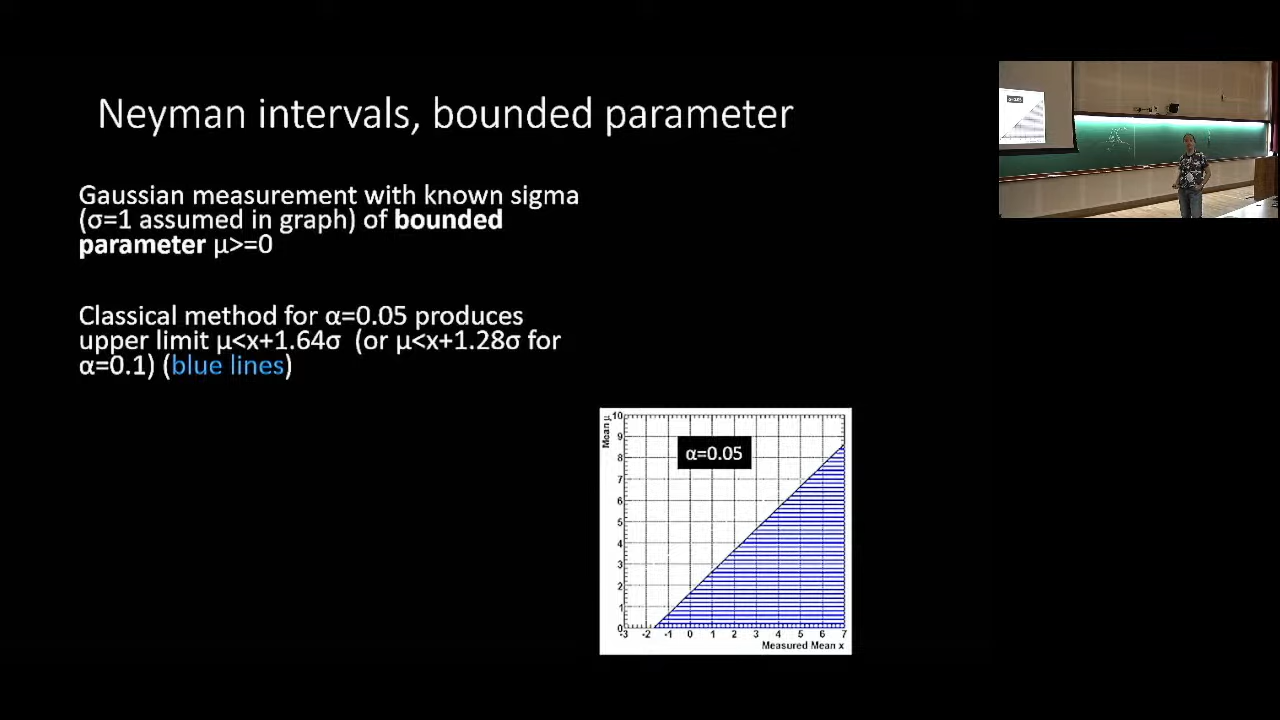 Neyman intervals, bounded parameter
Gaussian measurement with known sigma
(σ=1 assumed in graph) of bounded
parameter μ>=0
Classical method for α=0.05 produces
upper limit μ<x+1.64σ (or μ<x+1.28σ for
α=0.1) (blue lines)
Mean μ
10
9
α=0.05
8
7
6
5
4
3
2
1
0
-3 -2 -1 0 1 2 3 4 5 6 7
Measured Mean x